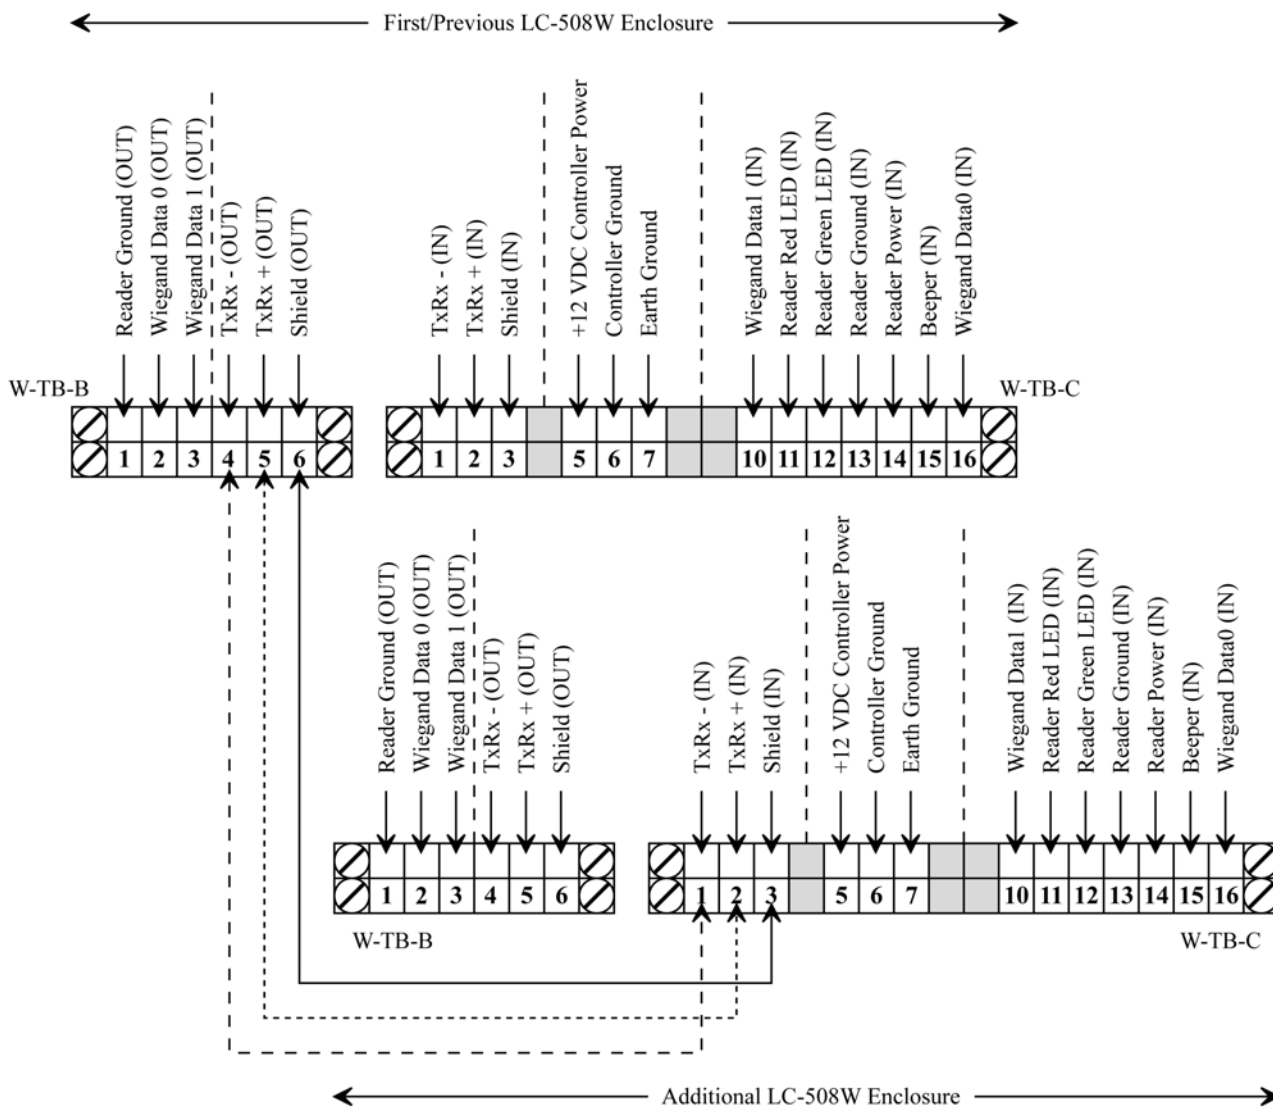 First/Previous LC-508W Enclosure
Reader Ground (OUT)
Wiegand Data 0 (OUT)
Wiegand Data 1 (OUT)
TxRx - (OUT)
TxRx + (OUT)
Shield (OUT)
TxRx - (IN)
TxRx + (IN)
Shield (IN)
+12 VDC Controller Power
Controller Ground
Earth Ground
Wiegand Data1 (IN)
Reader Red LED (IN)
Reader Green LED (IN)
Reader Ground (IN)
Reader Power (IN)
Beeper (IN)
Wiegand Data0 (IN)
W-TB-B
W-TB-C
1 2 3 4 5 6
1 2 3 5 6 7 10 11 12 13 14 15 16
Reader Ground (OUT)
Wiegand Data 0 (OUT)
Wiegand Data 1 (OUT)
TxRx - (OUT)
TxRx + (OUT)
Shield (OUT)
TxRx - (IN)
TxRx + (IN)
Shield (IN)
+12 VDC Controller Power
Controller Ground
Earth Ground
Wiegand Data1 (IN)
Reader Red LED (IN)
Reader Green LED (IN)
Reader Ground (IN)
Reader Power (IN)
Beeper (IN)
Wiegand Data0 (IN)
1 2 3 4 5 6
1 2 3 5 6 7 10 11 12 13 14 15 16
W-TB-B
W-TB-C
Additional LC-508W Enclosure